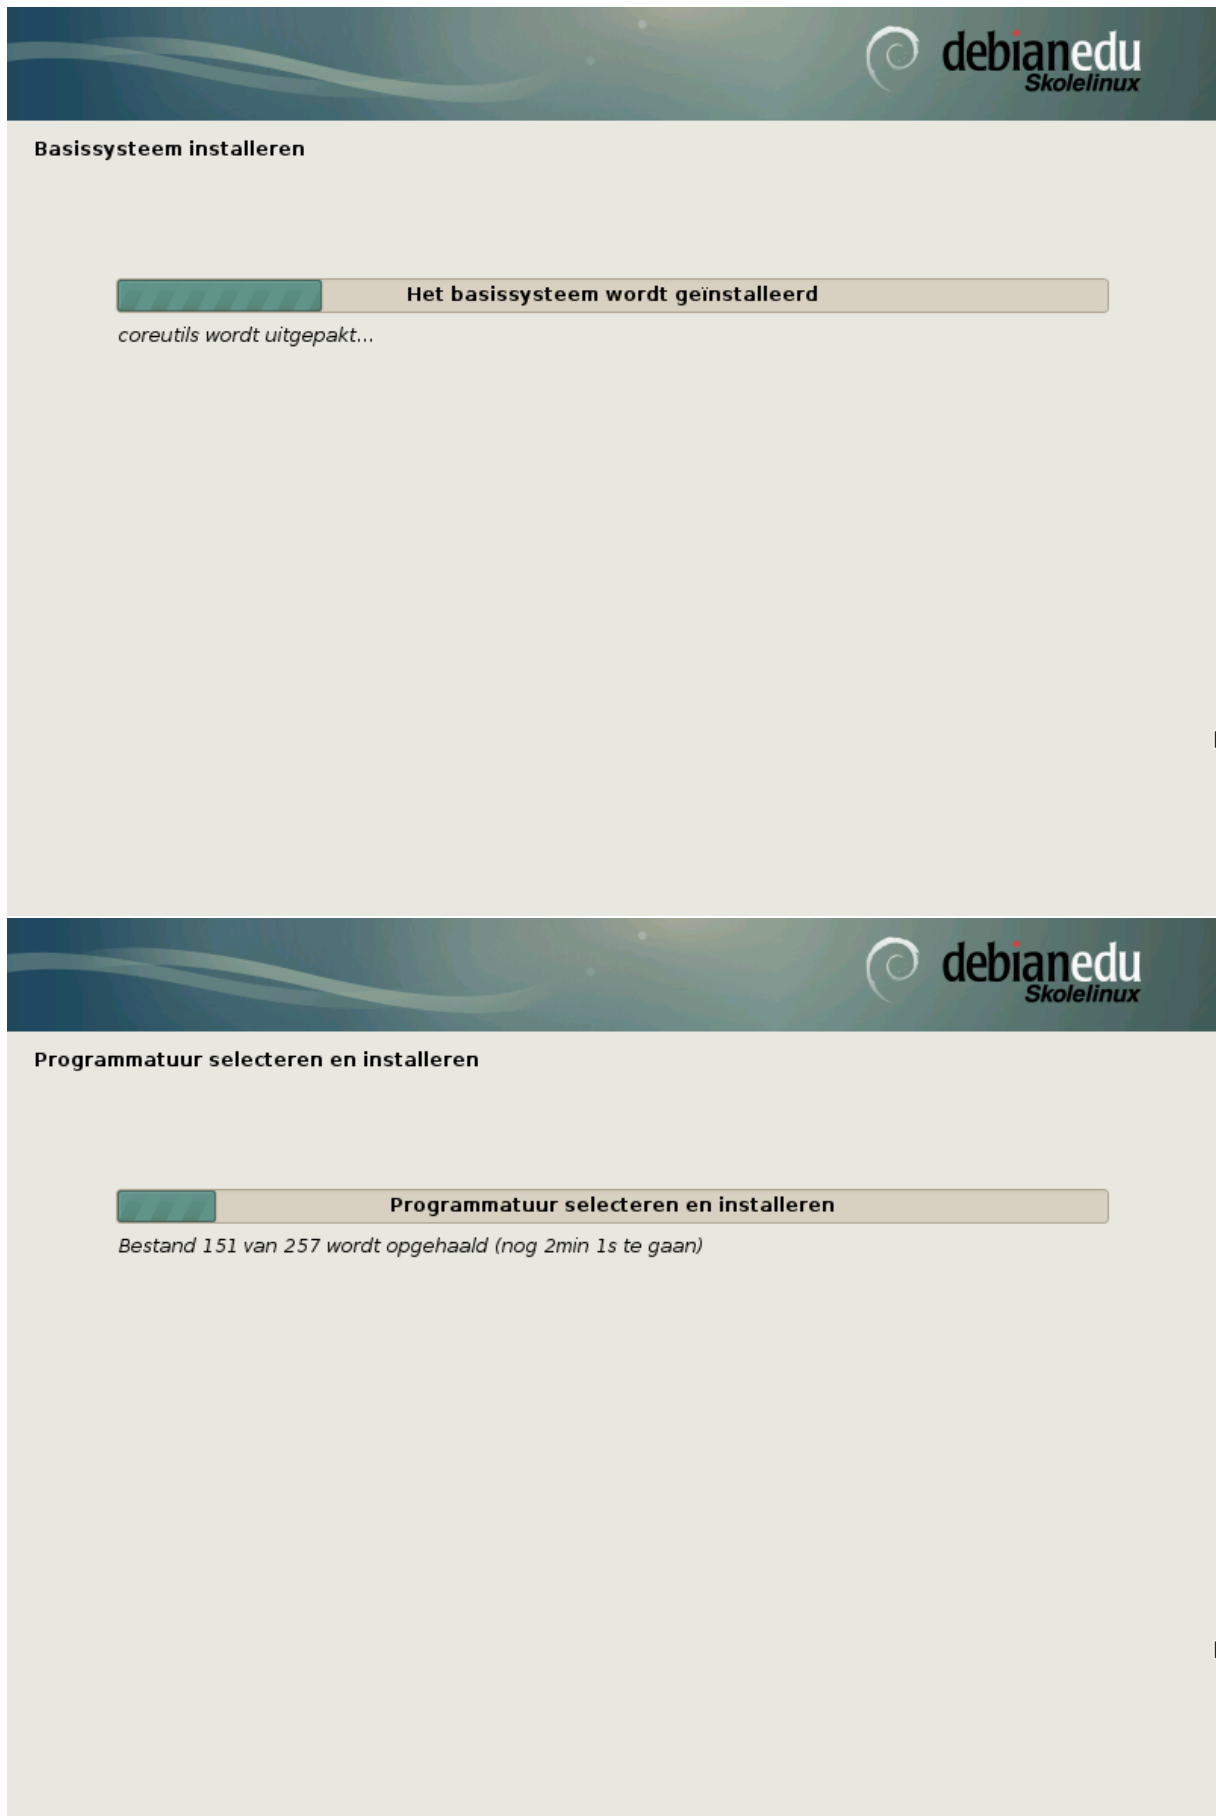 debianedu
Skolelinux
Basissysteem installeren
Het basissysteem wordt geïnstalleerd
coreutils wordt uitgepakt...
debianedu
Skolelinux
Programmatuur selecteren en installeren
Programmatuur selecteren en installeren
Bestand 151 van 257 wordt opgehaald (nog 2min 1s te gaan)